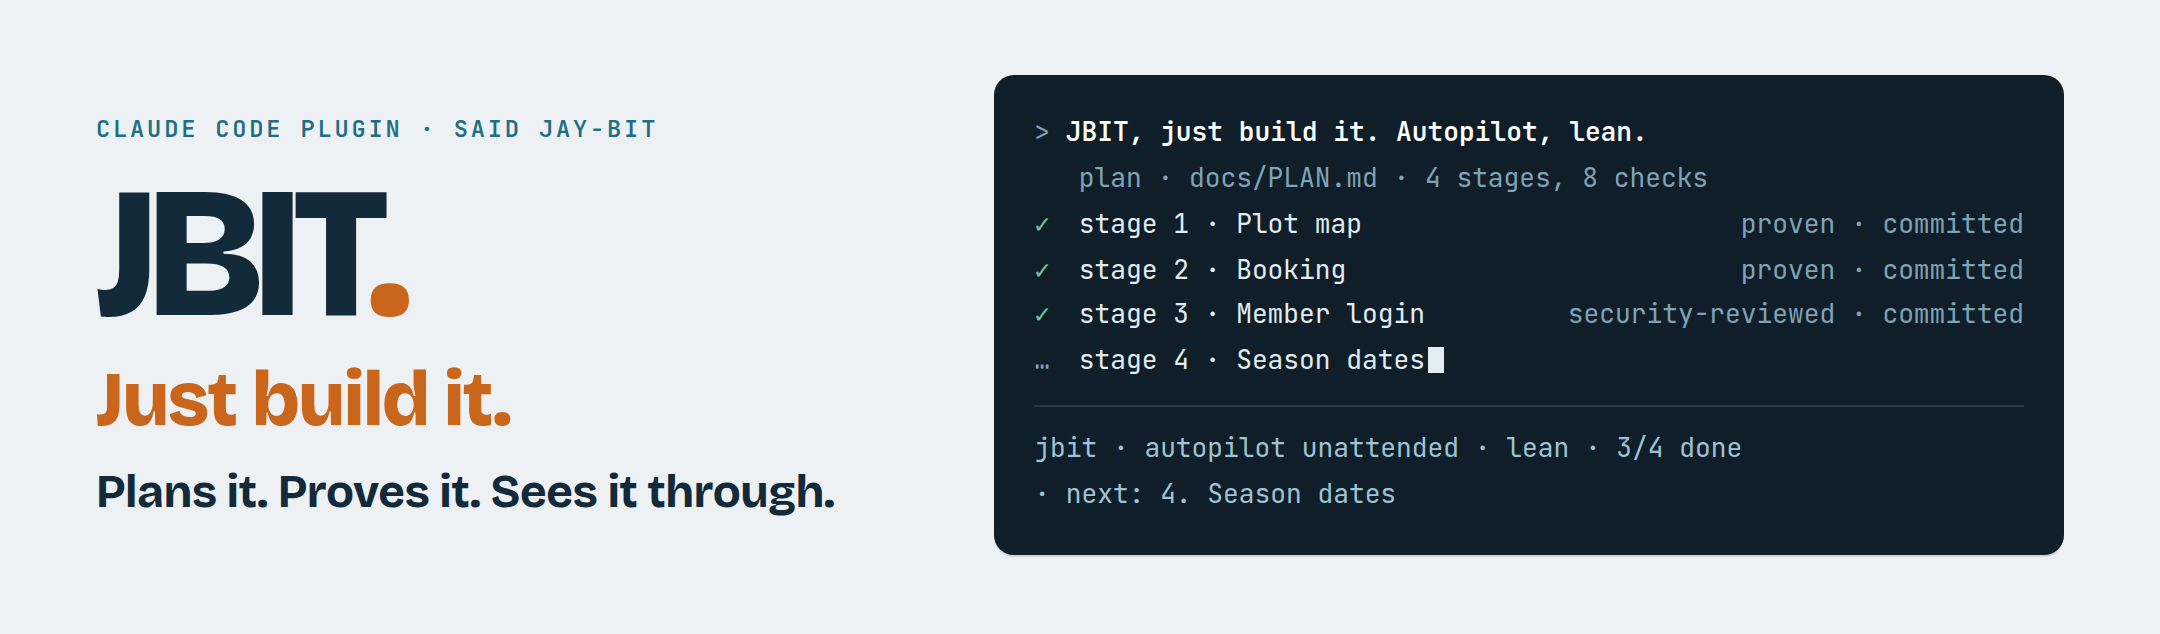 CLAUDE CODE PLUGIN · SAID JAY-BIT
JBIT.
Just build it.
Plans it. Proves it. Sees it through.
> JBIT, just build it. Autopilot, lean.
plan · docs/PLAN.md · 4 stages, 8 checks
✓ stage 1 · Plot map proven · committed
✓ stage 2 · Booking proven · committed
✓ stage 3 · Member login security-reviewed · committed
… stage 4 · Season dates
jbit · autopilot unattended · lean · 3/4 done
· next: 4. Season dates